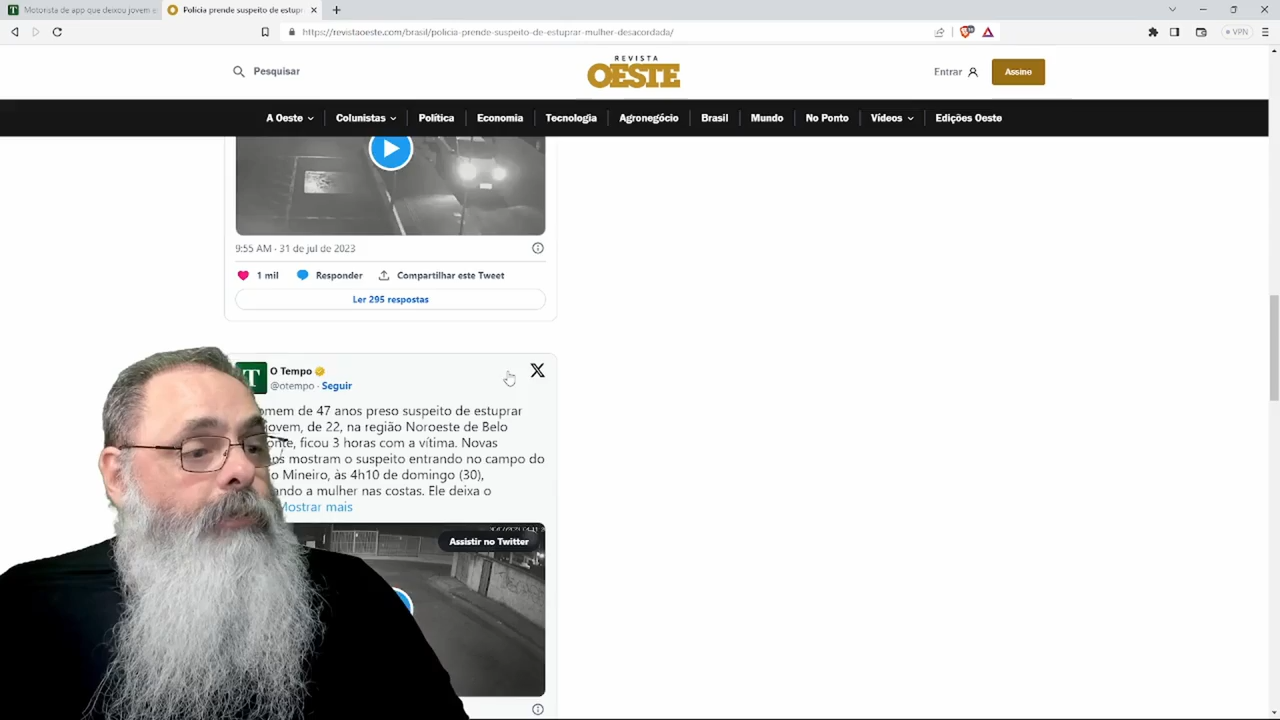 Motorista de app que deixou jovem e
Polícia prende suspeito de estupr
https://revistaoeste.com/brasil/policia-prende-suspeito-de-estuprar-mulher-desacordada/
VPN
Pesquisar
REVISTA
OESTE
Entrar
Assine
A Oeste
Colunistas
Política
Economia
Tecnologia
Agronegócio
Brasil
Mundo
No Ponto
Vídeos
Edições Oeste
9:55 AM · 31 de jul de 2023
1 mil
Responder
Compartilhar este Tweet
Ler 295 respostas
T
O Tempo
X
@otempo · Seguir
omem de 47 anos preso suspeito de estuprar
jovem, de 22, na região Noroeste de Belo
onte, ficou 3 horas com a vítima. Novas
mostram o suspeito entrando no campo do
o Mineiro, às 4h10 de domingo (30),
ando a mulher nas costas. Ele deixa o
Mostrar mais
Assistir no Twitter